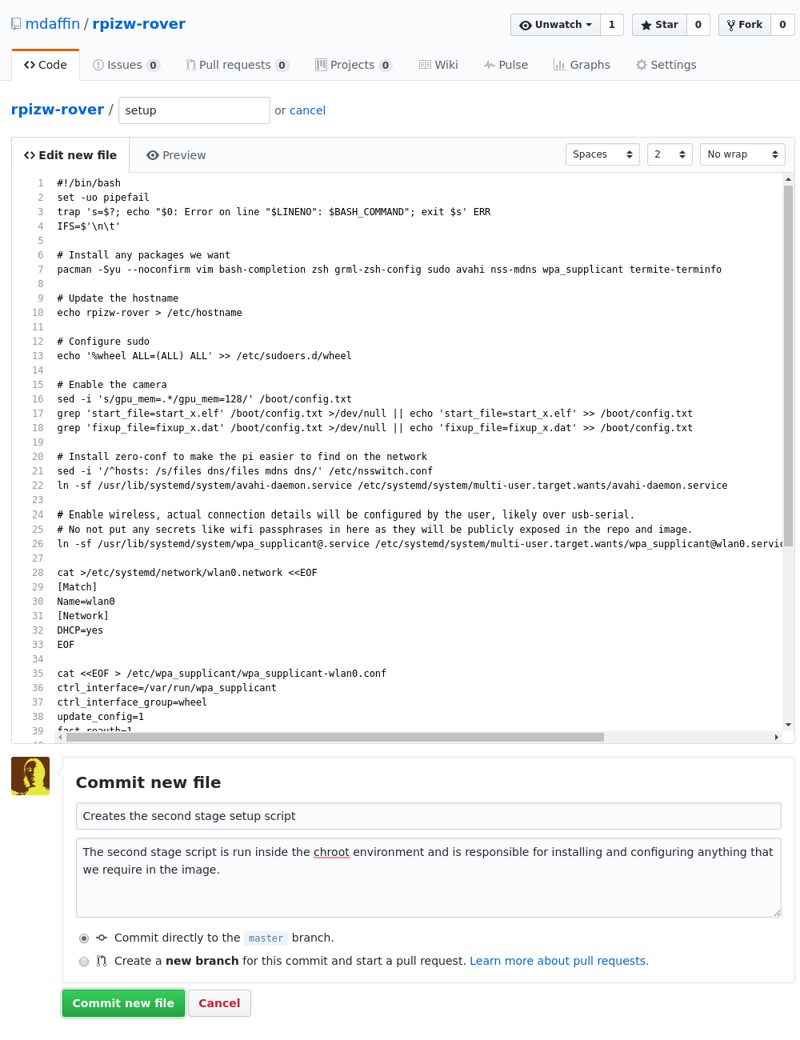 mdaffin / rpizw-rover
Unwatch 1 Star 0 Fork 0
Code Issues 0 Pull requests 0 Projects 0 Wiki Pulse Graphs Settings
rpizw-rover / setup or cancel
Edit new file Preview Spaces 2 No wrap
1 #!/bin/bash
2 set -uo pipefail
3 trap 's=$?; echo "$0: Error on line "$LINENO": $BASH_COMMAND"; exit $s' ERR
4 IFS=$'\n\t'
5
6 # Install any packages we want
7 pacman -Syu --noconfirm vim bash-completion zsh grml-zsh-config sudo avahi nss-mdns wpa_supplicant termite-terminfo
8
9 # Update the hostname
10 echo rpizw-rover > /etc/hostname
11
12 # Configure sudo
13 echo '%wheel ALL=(ALL) ALL' >> /etc/sudoers.d/wheel
14
15 # Enable the camera
16 sed -i 's/gpu_mem=.*/gpu_mem=128/' /boot/config.txt
17 grep 'start_file=start_x.elf' /boot/config.txt >/dev/null || echo 'start_file=start_x.elf' >> /boot/config.txt
18 grep 'fixup_file=fixup_x.dat' /boot/config.txt >/dev/null || echo 'fixup_file=fixup_x.dat' >> /boot/config.txt
19
20 # Install zero-conf to make the pi easier to find on the network
21 sed -i '/^hosts: /s/files dns/files mdns dns/' /etc/nsswitch.conf
22 ln -sf /usr/lib/systemd/system/avahi-daemon.service /etc/systemd/system/multi-user.target.wants/avahi-daemon.service
23
24 # Enable wireless, actual connection details will be configured by the user, likely over usb-serial.
25 # No not put any secrets like wifi passphrases in here as they will be publicly exposed in the repo and image.
26 ln -sf /usr/lib/systemd/system/wpa_supplicant@.service /etc/systemd/system/multi-user.target.wants/wpa_supplicant@wlan0.servic
27
28 cat >/etc/systemd/network/wlan0.network <<EOF
29 [Match]
30 Name=wlan0
31 [Network]
32 DHCP=yes
33 EOF
34
35 cat <<EOF > /etc/wpa_supplicant/wpa_supplicant-wlan0.conf
36 ctrl_interface=/var/run/wpa_supplicant
37 ctrl_interface_group=wheel
38 update_config=1
39 fast_reauth=1
Commit new file
Creates the second stage setup script
The second stage script is run inside the chroot environment and is responsible for installing and configuring anything that
we require in the image.
Commit directly to the master branch.
Create a new branch for this commit and start a pull request. Learn more about pull requests.
Commit new file Cancel